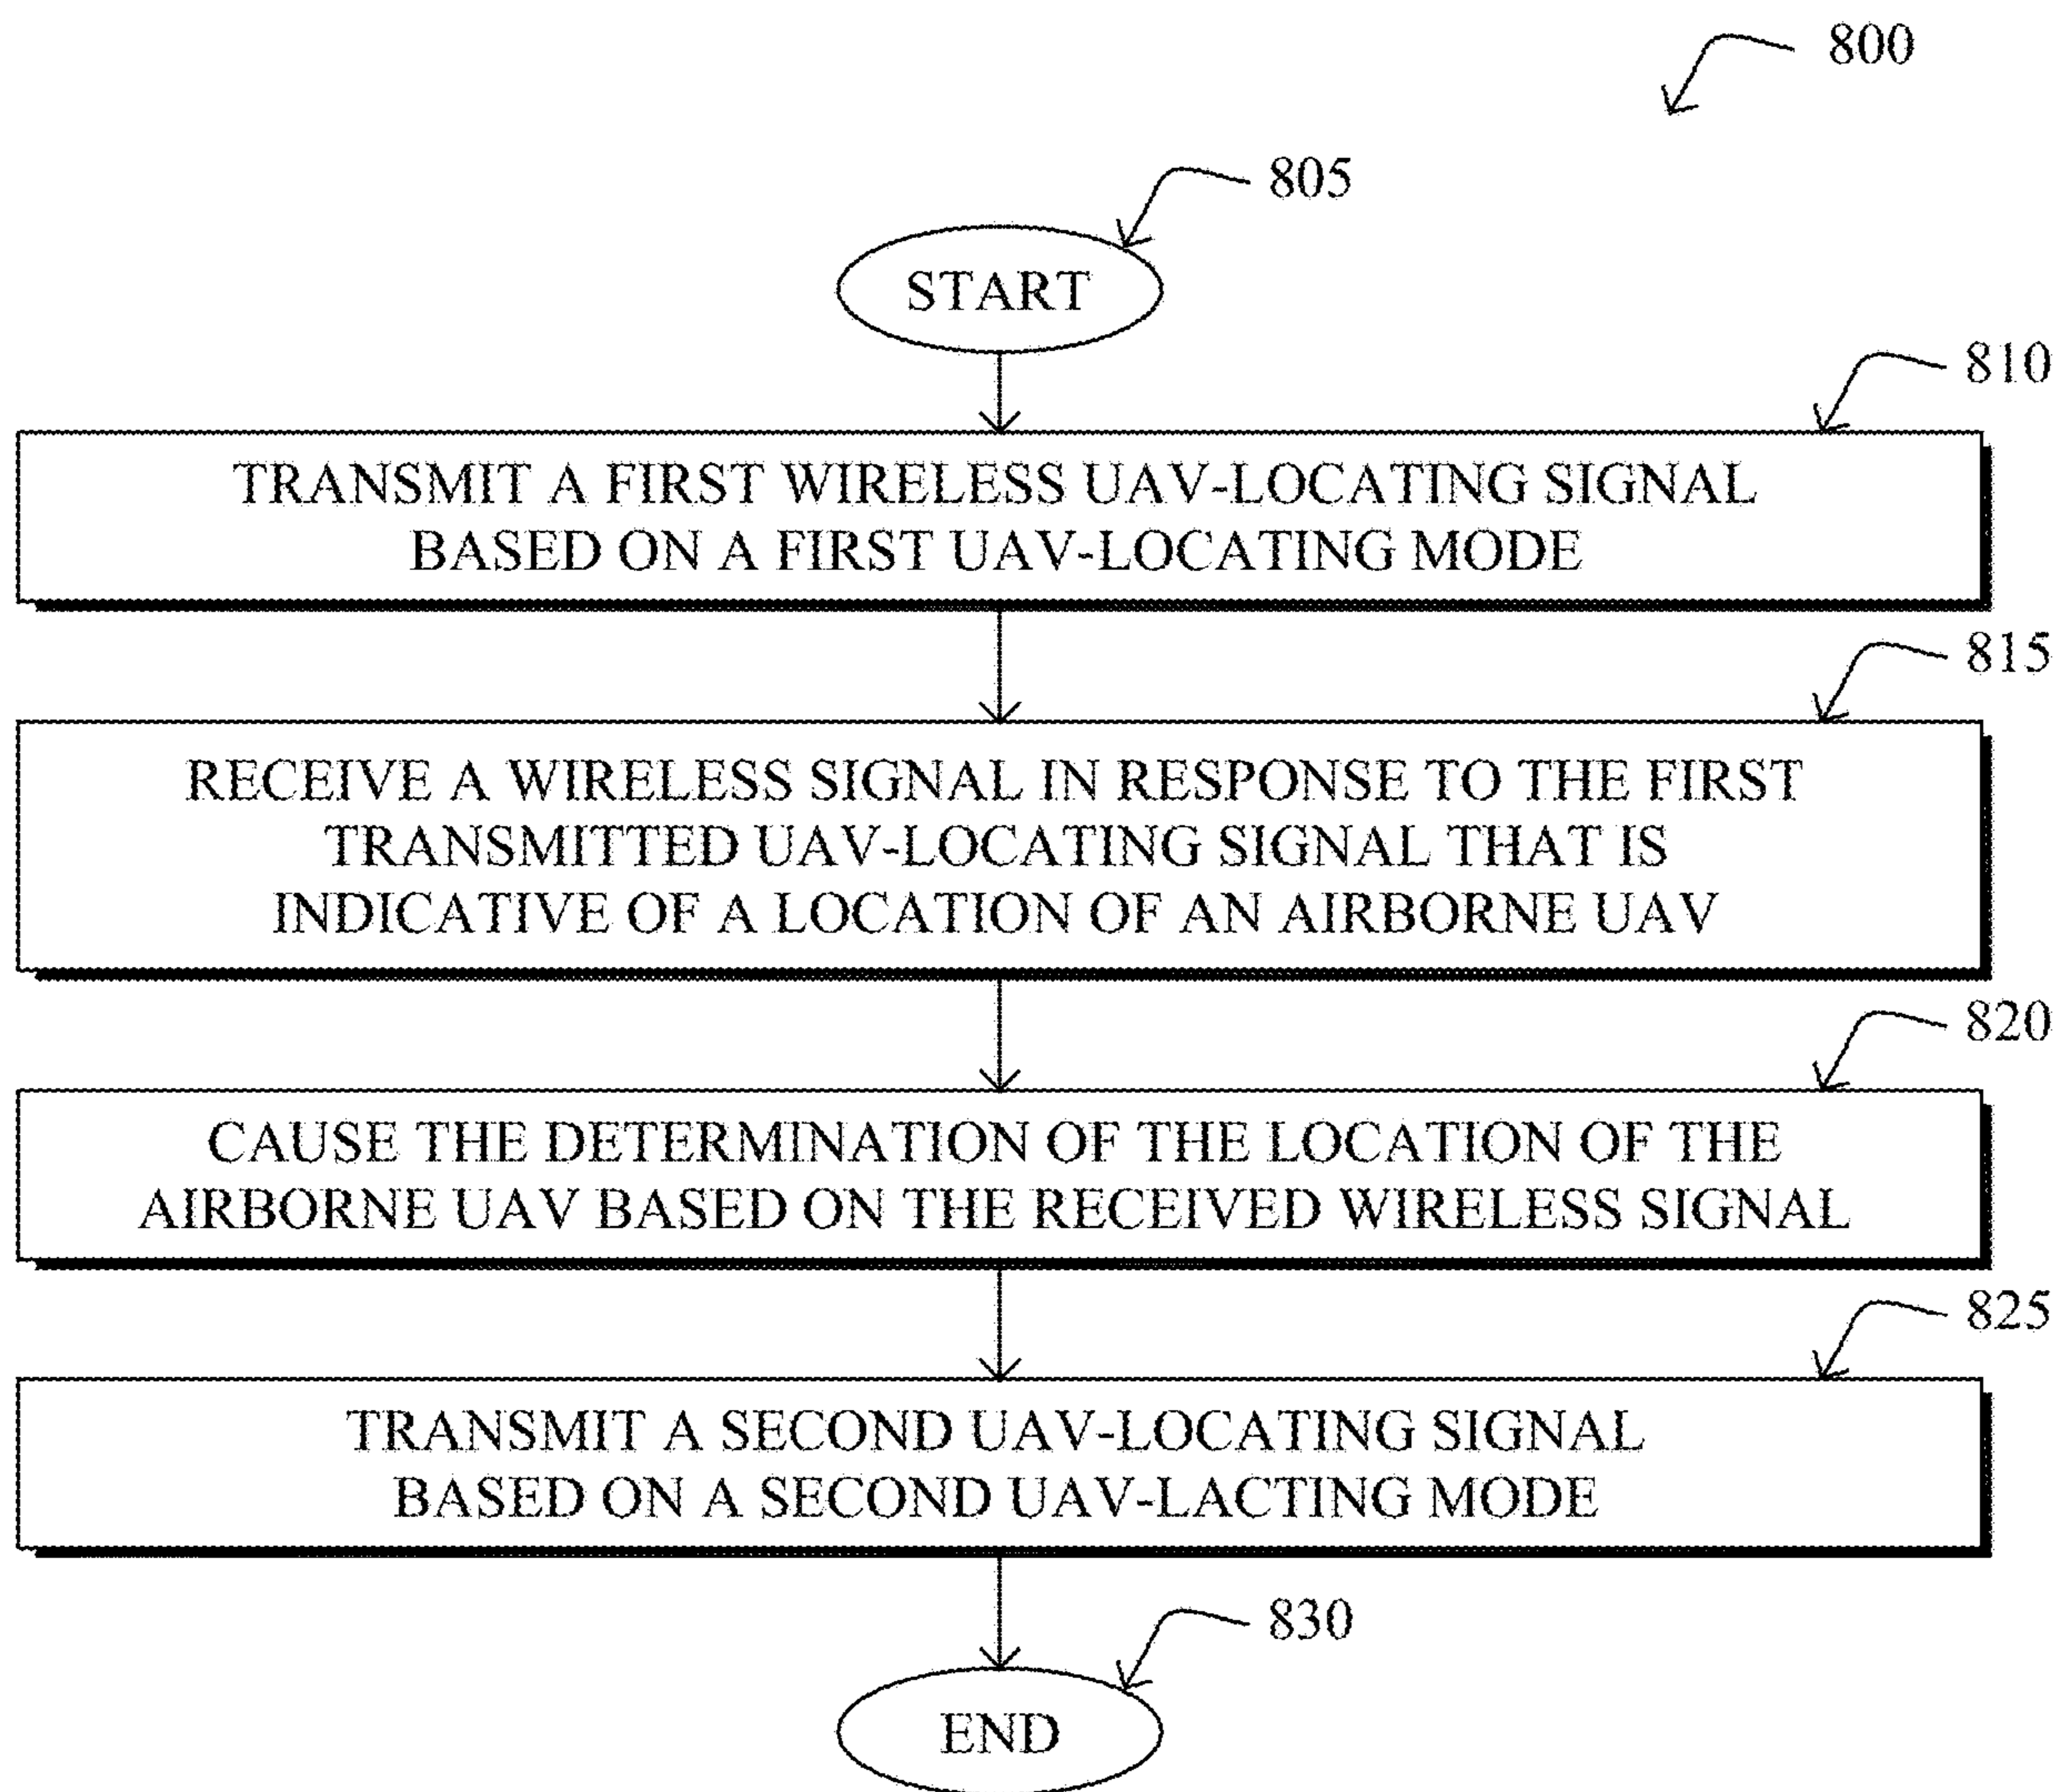 800
805
START
810
TRANSMIT A FIRST WIRELESS UAV-LOCATING SIGNAL
BASED ON A FIRST UAV-LOCATING MODE
815
RECEIVE A WIRELESS SIGNAL IN RESPONSE TO THE FIRST
TRANSMITTED UAV-LOCATING SIGNAL THAT IS
INDICATIVE OF A LOCATION OF AN AIRBORNE UAV
820
CAUSE THE DETERMINATION OF THE LOCATION OF THE
AIRBORNE UAV BASED ON THE RECEIVED WIRELESS SIGNAL
825
TRANSMIT A SECOND UAV-LOCATING SIGNAL
BASED ON A SECOND UAV-LACTING MODE
830
END